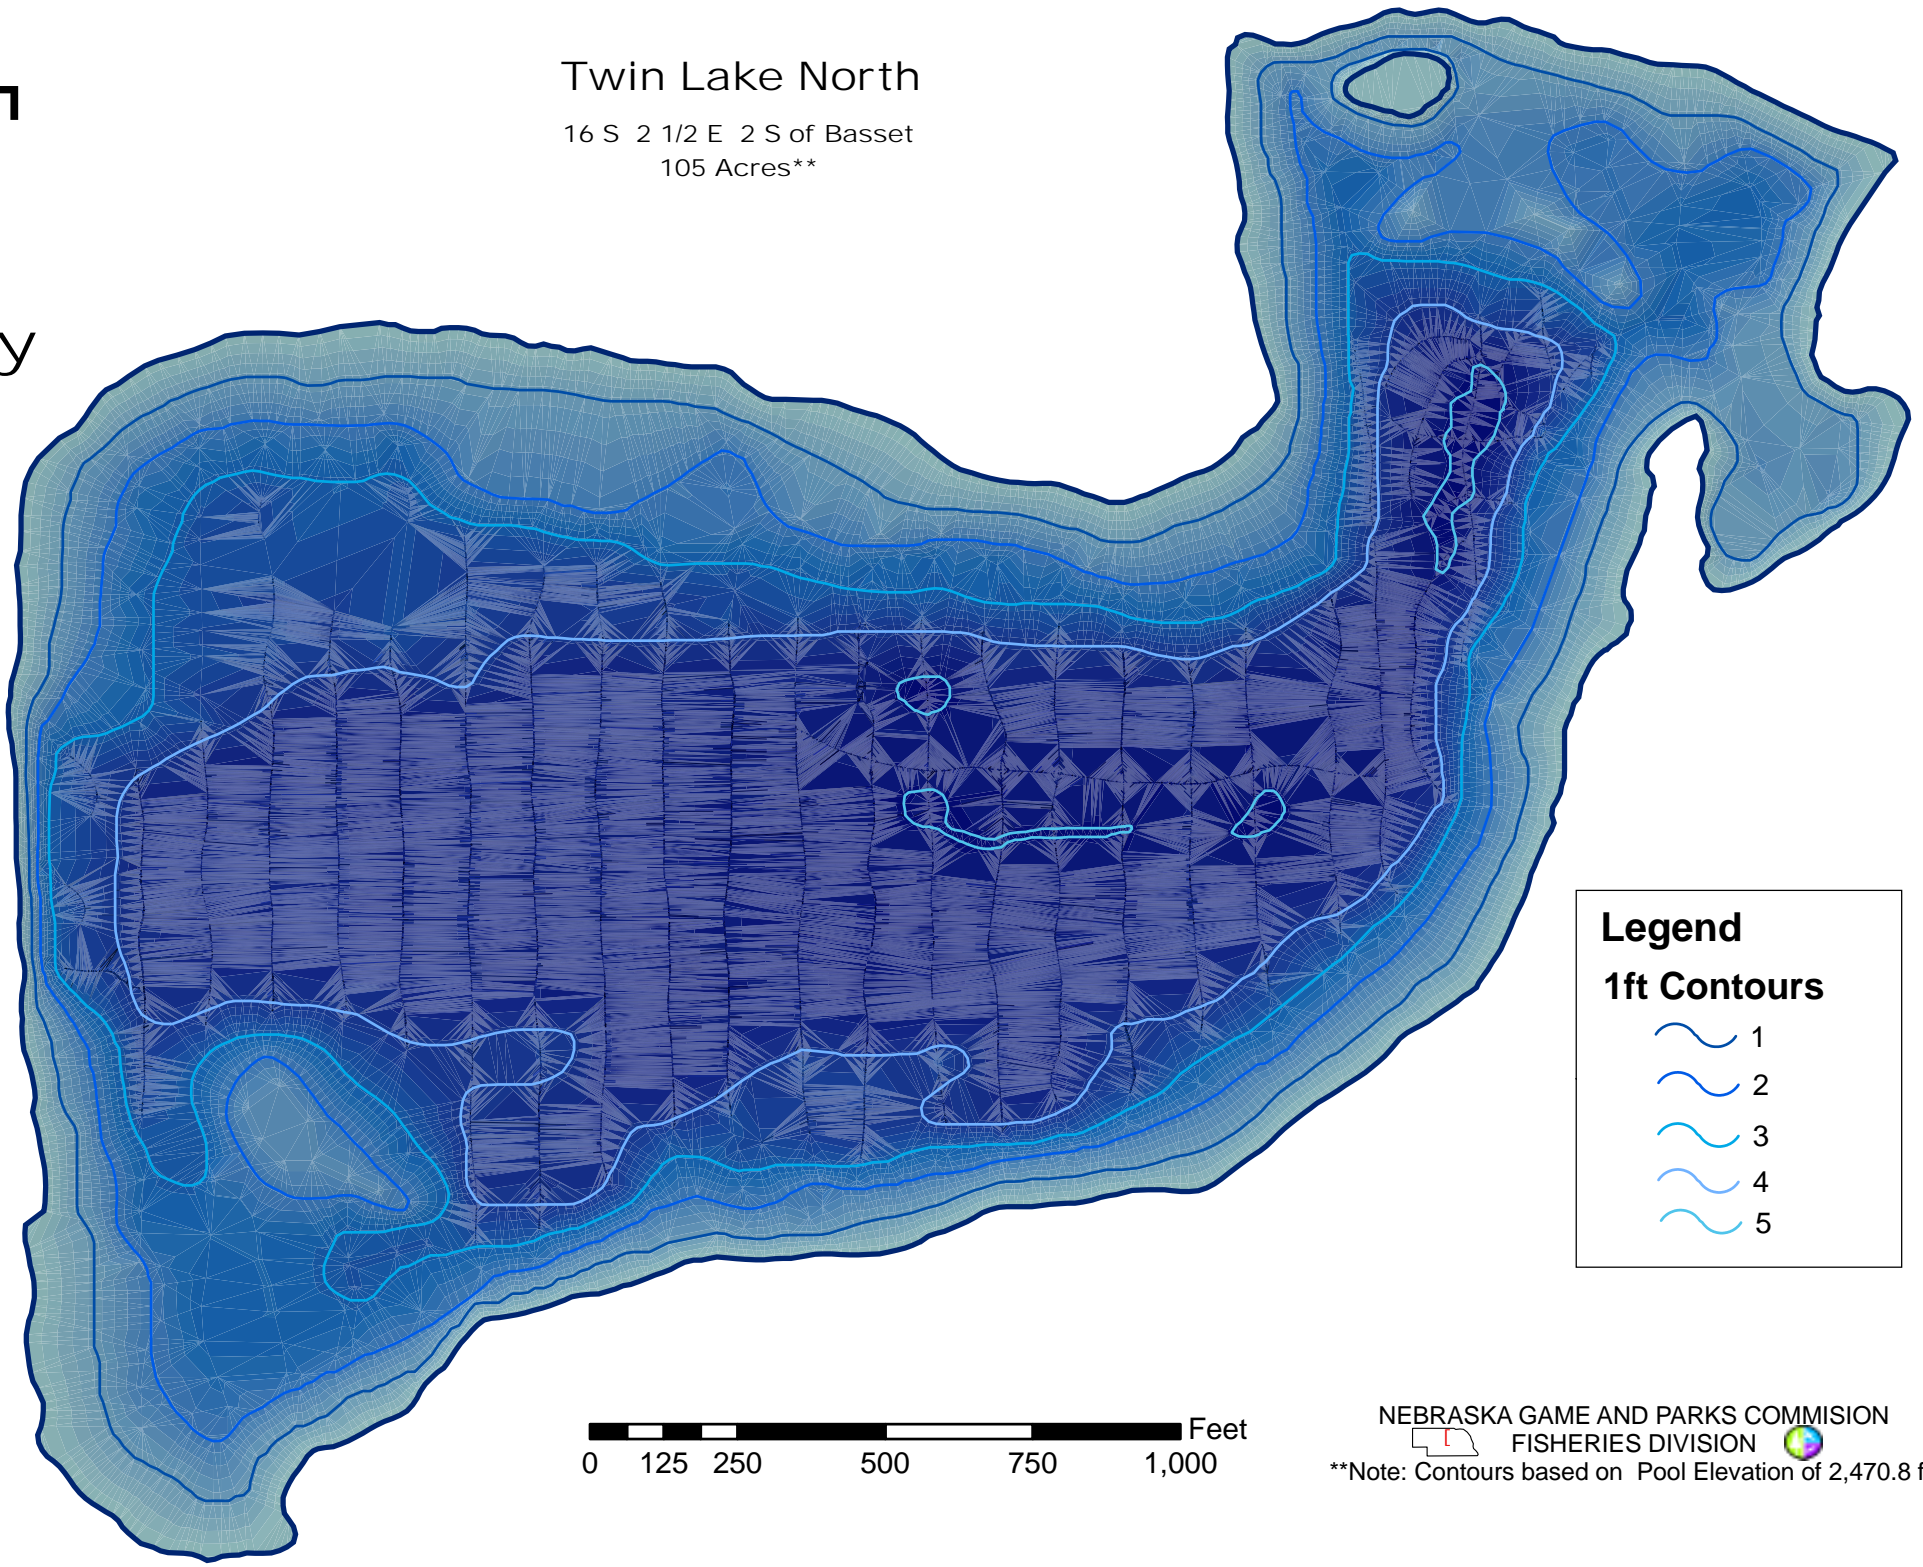 Twin Lake North
16 S 2 1/2 E 2 S of Basset
105 Acres**
y
Legend
1ft Contours
1
2
3
4
5
Feet
0 125 250 500 750 1,000
NEBRASKA GAME AND PARKS COMMISION
FISHERIES DIVISION
**Note: Contours based on Pool Elevation of 2,470.8 f